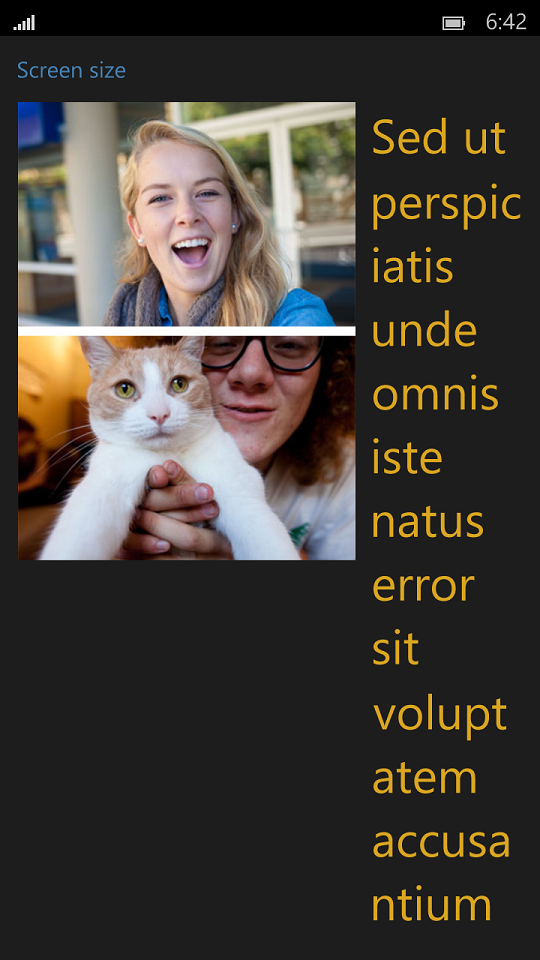 6:42
Screen size
Sed ut
perspic
iatis
unde
omnis
iste
natus
error
sit
volupt
atem
accusa
ntium